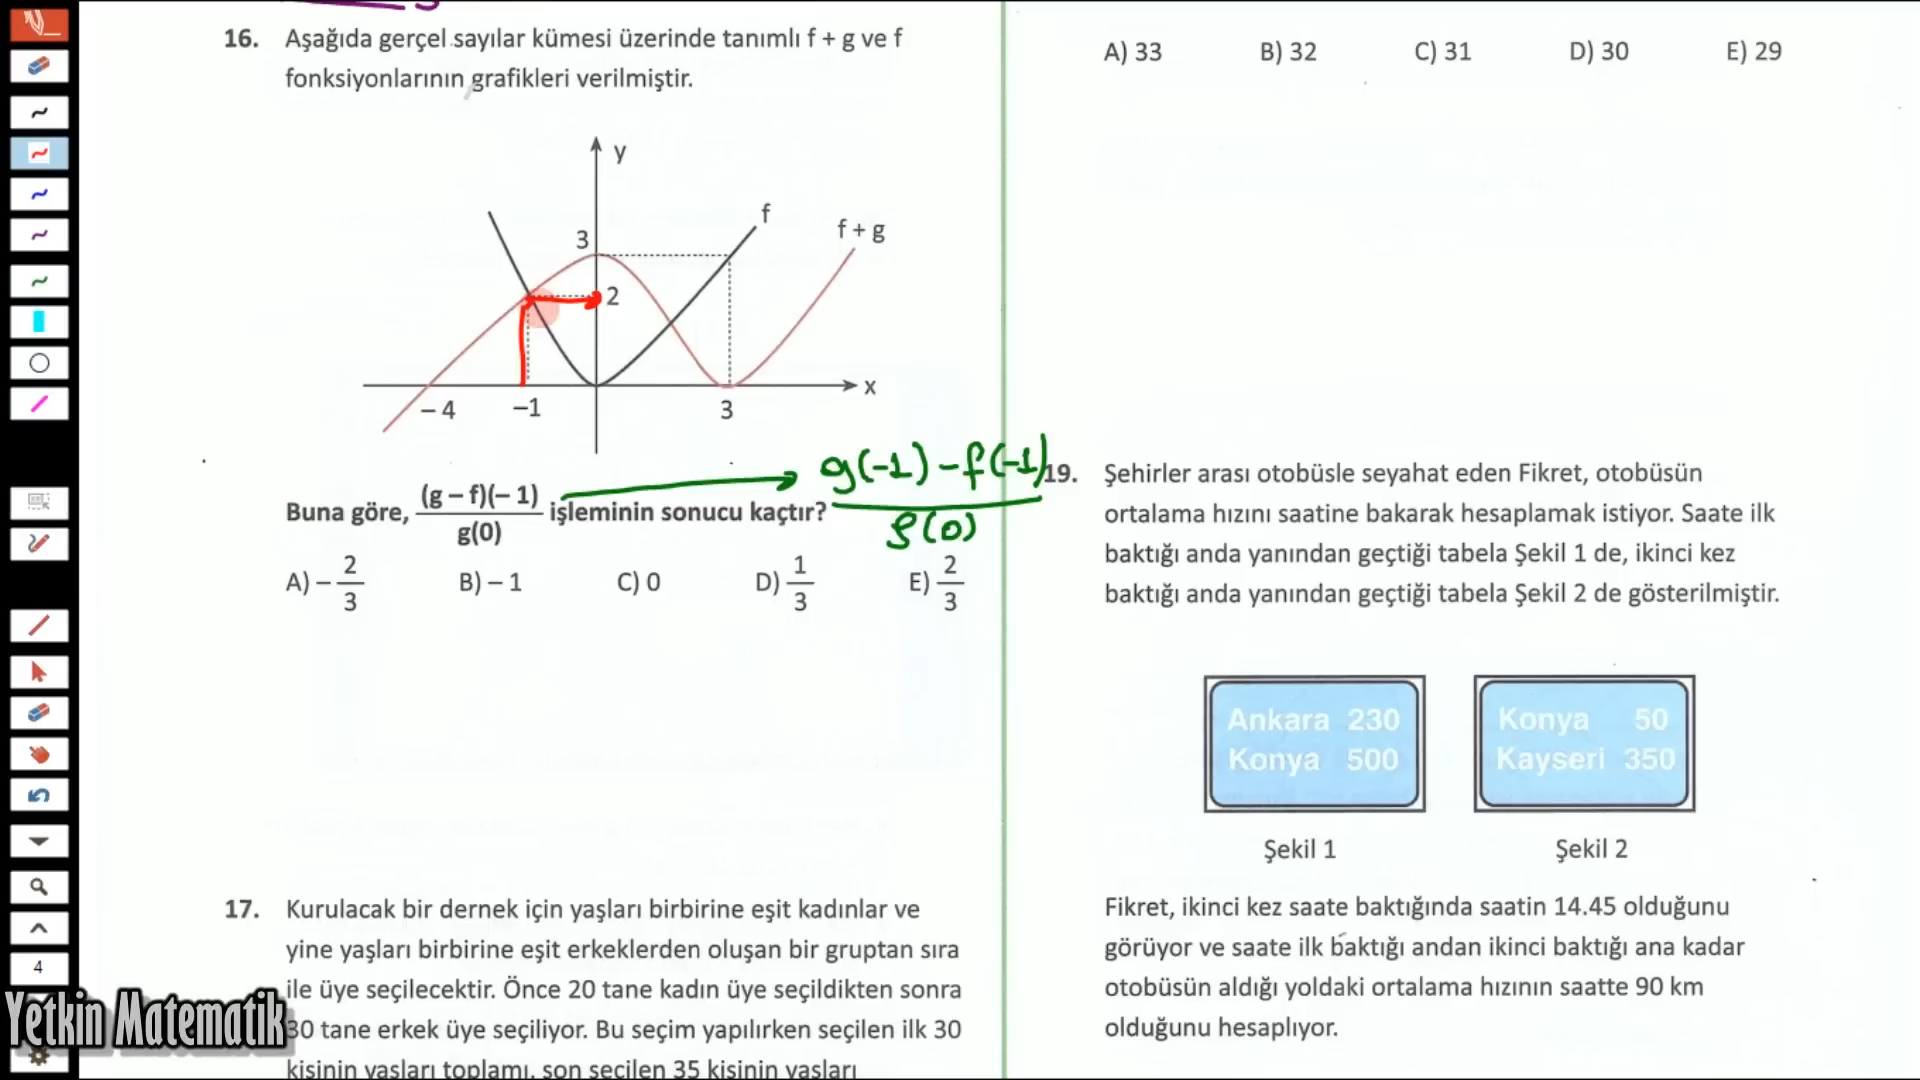 16. Aşağıda gerçel sayılar kümesi üzerinde tanımlı f + g ve f
fonksiyonlarının grafikleri verilmiştir.
y
f
f + g
3
2
x
– 4
–1
3
g(-1) - f(-1)
g(0)
Buna göre, (g – f)(– 1) / g(0) işleminin sonucu kaçtır?
A) – 2/3 B) – 1 C) 0 D) 1/3 E) 2/3
17. Kurulacak bir dernek için yaşları birbirine eşit kadınlar ve
yine yaşları birbirine eşit erkeklerden oluşan bir gruptan sıra
ile üye seçilecektir. Önce 20 tane kadın üye seçildikten sonra
30 tane erkek üye seçiliyor. Bu seçim yapılırken seçilen ilk 30
kişinin yaşları toplamı, son seçilen 35 kişinin yaşları
A) 33 B) 32 C) 31 D) 30 E) 29
19. Şehirler arası otobüsle seyahat eden Fikret, otobüsün
ortalama hızını saatine bakarak hesaplamak istiyor. Saate ilk
baktığı anda yanından geçtiği tabela Şekil 1 de, ikinci kez
baktığı anda yanından geçtiği tabela Şekil 2 de gösterilmiştir.
Ankara 230
Konya 500
Konya 50
Kayseri 350
Şekil 1
Şekil 2
Fikret, ikinci kez saate baktığında saatin 14.45 olduğunu
görüyor ve saate ilk baktığı andan ikinci baktığı ana kadar
otobüsün aldığı yoldaki ortalama hızının saatte 90 km
olduğunu hesaplıyor.
4
Yetkin Matematik